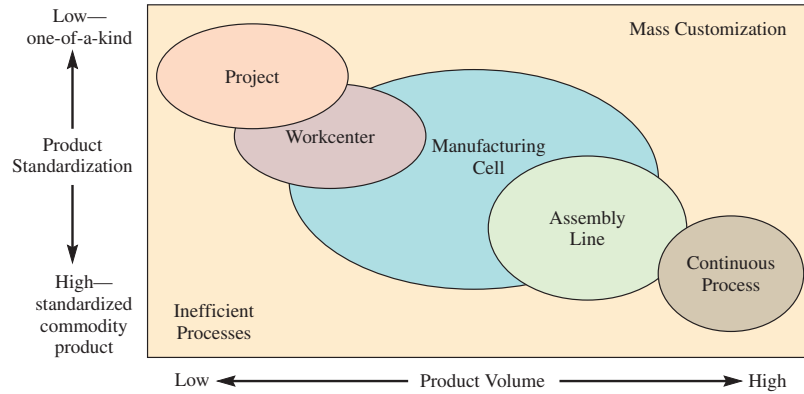 Low—
one-of-a-kind
Product
Standardization
High—
standardized
commodity
product
Mass Customization
Project
Workcenter
Manufacturing
Cell
Assembly
Line
Continuous
Process
Inefficient
Processes
Low
Product Volume
High